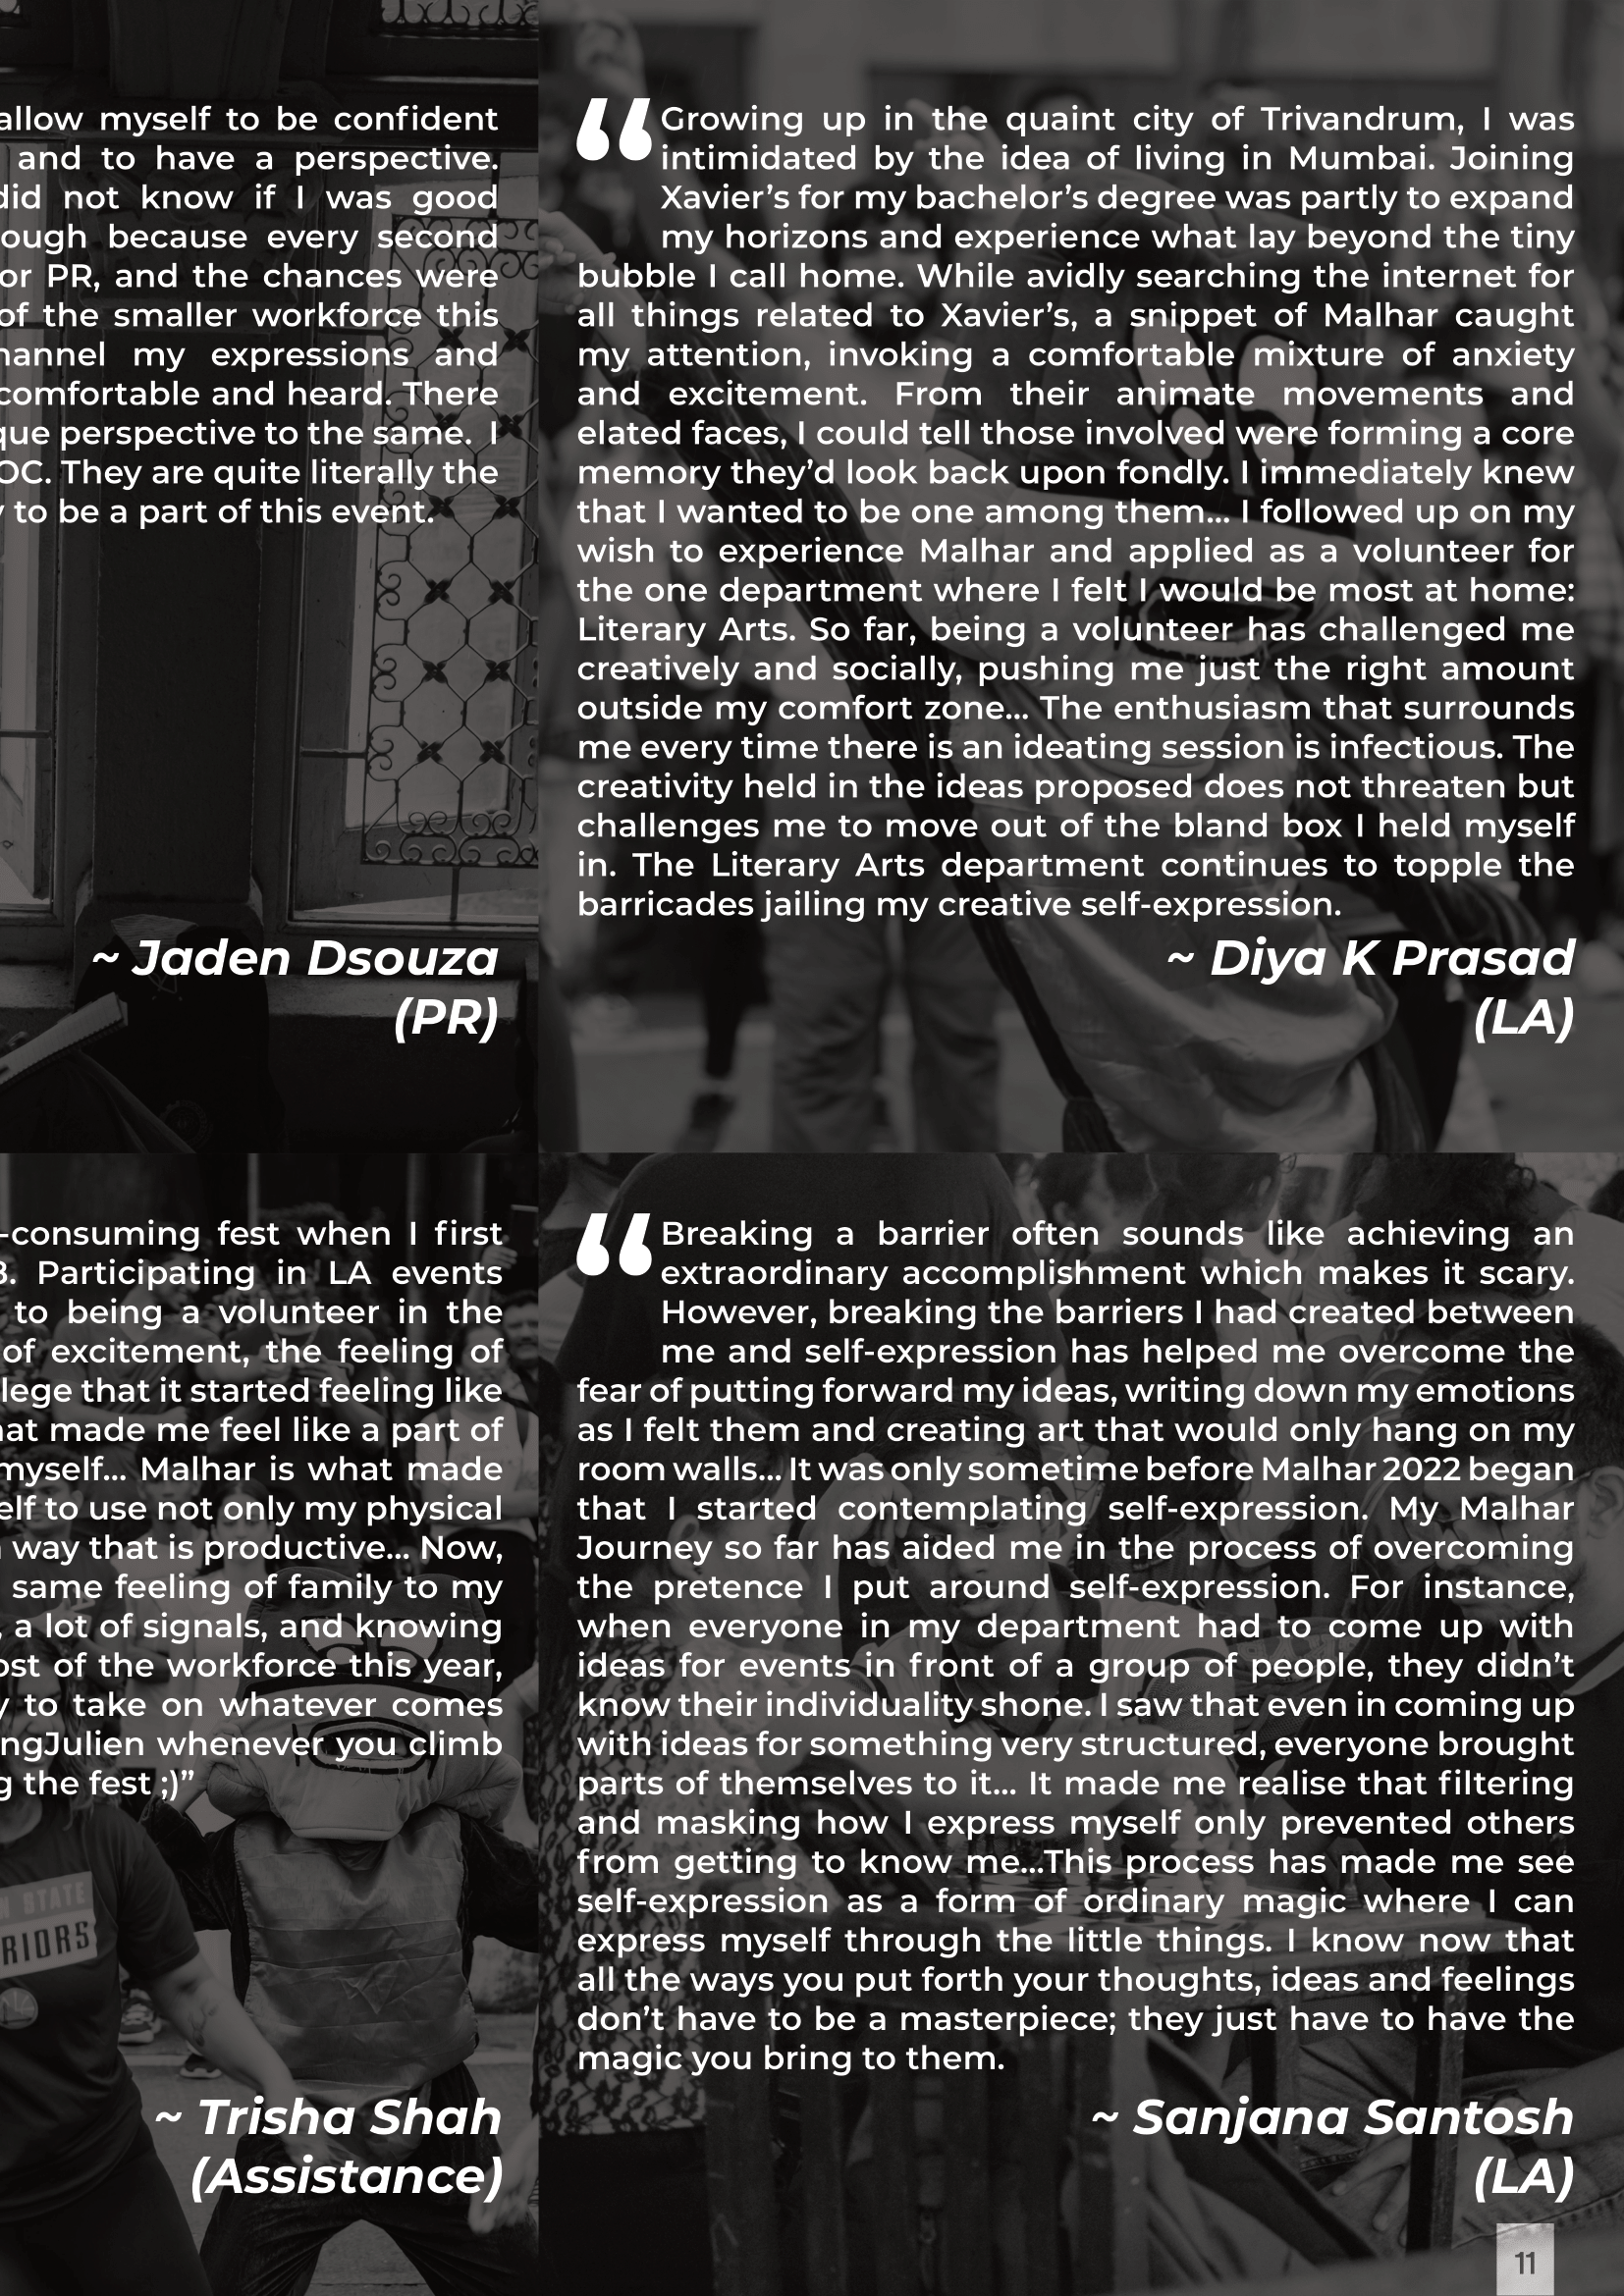 allow myself to be confident
and to have a perspective.
did not know if I was good
ough because every second
or PR, and the chances were
of the smaller workforce this
hannel my expressions and
comfortable and heard. There
que perspective to the same. I
OC. They are quite literally the
y to be a part of this event.
~ Jaden Dsouza
(PR)
“Growing up in the quaint city of Trivandrum, I was
intimidated by the idea of living in Mumbai. Joining
Xavier’s for my bachelor’s degree was partly to expand
my horizons and experience what lay beyond the tiny
bubble I call home. While avidly searching the internet for
all things related to Xavier’s, a snippet of Malhar caught
my attention, invoking a comfortable mixture of anxiety
and excitement. From their animate movements and
elated faces, I could tell those involved were forming a core
memory they’d look back upon fondly. I immediately knew
that I wanted to be one among them... I followed up on my
wish to experience Malhar and applied as a volunteer for
the one department where I felt I would be most at home:
Literary Arts. So far, being a volunteer has challenged me
creatively and socially, pushing me just the right amount
outside my comfort zone... The enthusiasm that surrounds
me every time there is an ideating session is infectious. The
creativity held in the ideas proposed does not threaten but
challenges me to move out of the bland box I held myself
in. The Literary Arts department continues to topple the
barricades jailing my creative self-expression.
~ Diya K Prasad
(LA)
-consuming fest when I first
3. Participating in LA events
to being a volunteer in the
of excitement, the feeling of
lege that it started feeling like
hat made me feel like a part of
myself... Malhar is what made
elf to use not only my physical
way that is productive... Now,
same feeling of family to my
, a lot of signals, and knowing
ost of the workforce this year,
y to take on whatever comes
ngJulien whenever you climb
g the fest ;)”
~ Trisha Shah
(Assistance)
“Breaking a barrier often sounds like achieving an
extraordinary accomplishment which makes it scary.
However, breaking the barriers I had created between
me and self-expression has helped me overcome the
fear of putting forward my ideas, writing down my emotions
as I felt them and creating art that would only hang on my
room walls... It was only sometime before Malhar 2022 began
that I started contemplating self-expression. My Malhar
Journey so far has aided me in the process of overcoming
the pretence I put around self-expression. For instance,
when everyone in my department had to come up with
ideas for events in front of a group of people, they didn’t
know their individuality shone. I saw that even in coming up
with ideas for something very structured, everyone brought
parts of themselves to it... It made me realise that filtering
and masking how I express myself only prevented others
from getting to know me...This process has made me see
self-expression as a form of ordinary magic where I can
express myself through the little things. I know now that
all the ways you put forth your thoughts, ideas and feelings
don’t have to be a masterpiece; they just have to have the
magic you bring to them.
~ Sanjana Santosh
(LA)
STATE
RIORS
11